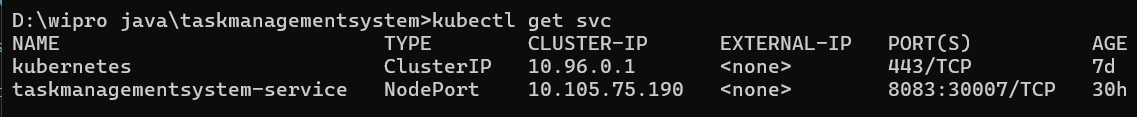 D:\wipro java\taskmanagementsystem>kubectl get svc
NAME TYPE CLUSTER-IP EXTERNAL-IP PORT(S) AGE
kubernetes ClusterIP 10.96.0.1 <none> 443/TCP 7d
taskmanagementsystem-service NodePort 10.105.75.190 <none> 8083:30007/TCP 30h